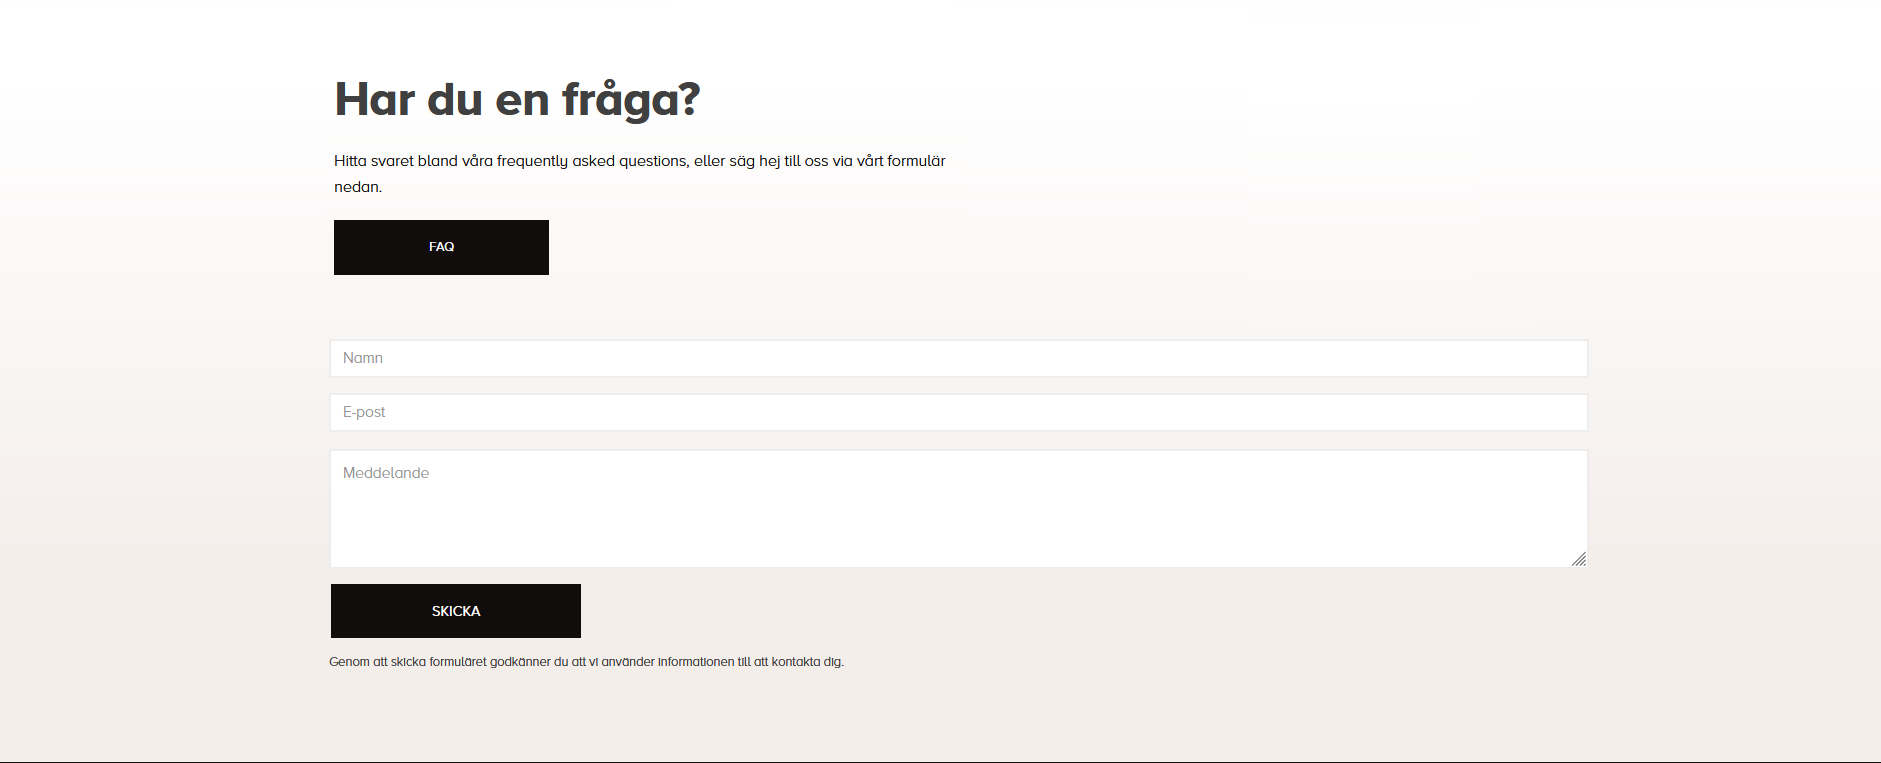 Har du en fråga?
Hitta svaret bland våra frequently asked questions, eller säg hej till oss via vårt formulär
nedan.
FAQ
Namn
E-post
Meddelande
SKICKA
Genom att skicka formuläret godkänner du att vi använder informationen till att kontakta dig.